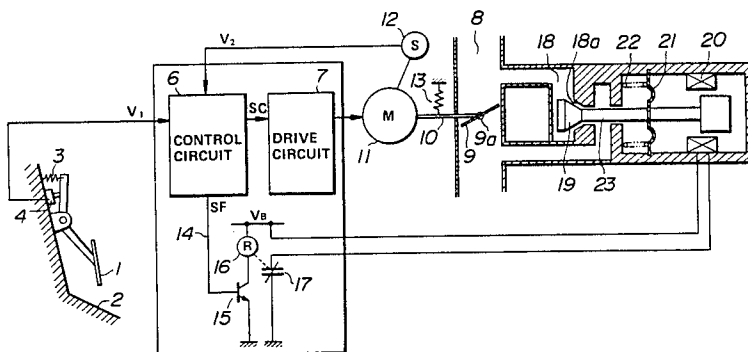 12
S
V2
8
6
7
18
18a
22
21
20
13
V1
CONTROL
CIRCUIT
SC
DRIVE
CIRCUIT
M
10
9
9a
11
19
23
3
4
SF
VB
14
R
16
17
1
15
2